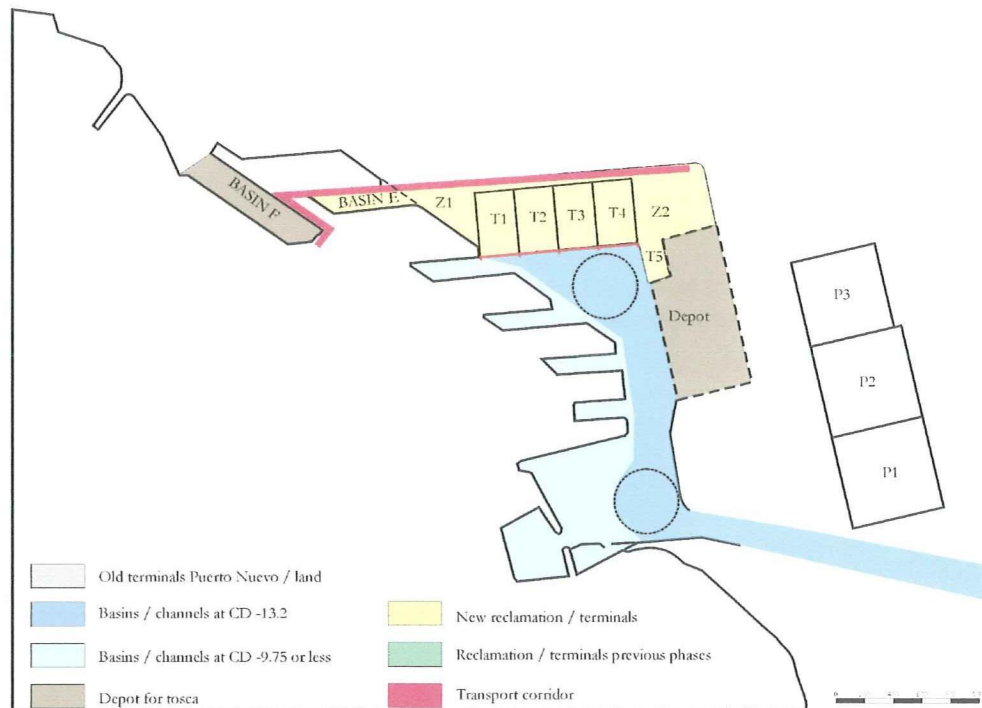 BASIN F
BASIN E
Z1
T1
T2
T3
T4
Z2
T5
Depot
P3
P2
P1
Old terminals Puerto Nuevo / land
Basins / channels at CD -13.2
Basins / channels at CD -9.75 or less
Depot for tosca
New reclamation / terminals
Reclamation / terminals previous phases
Transport corridor